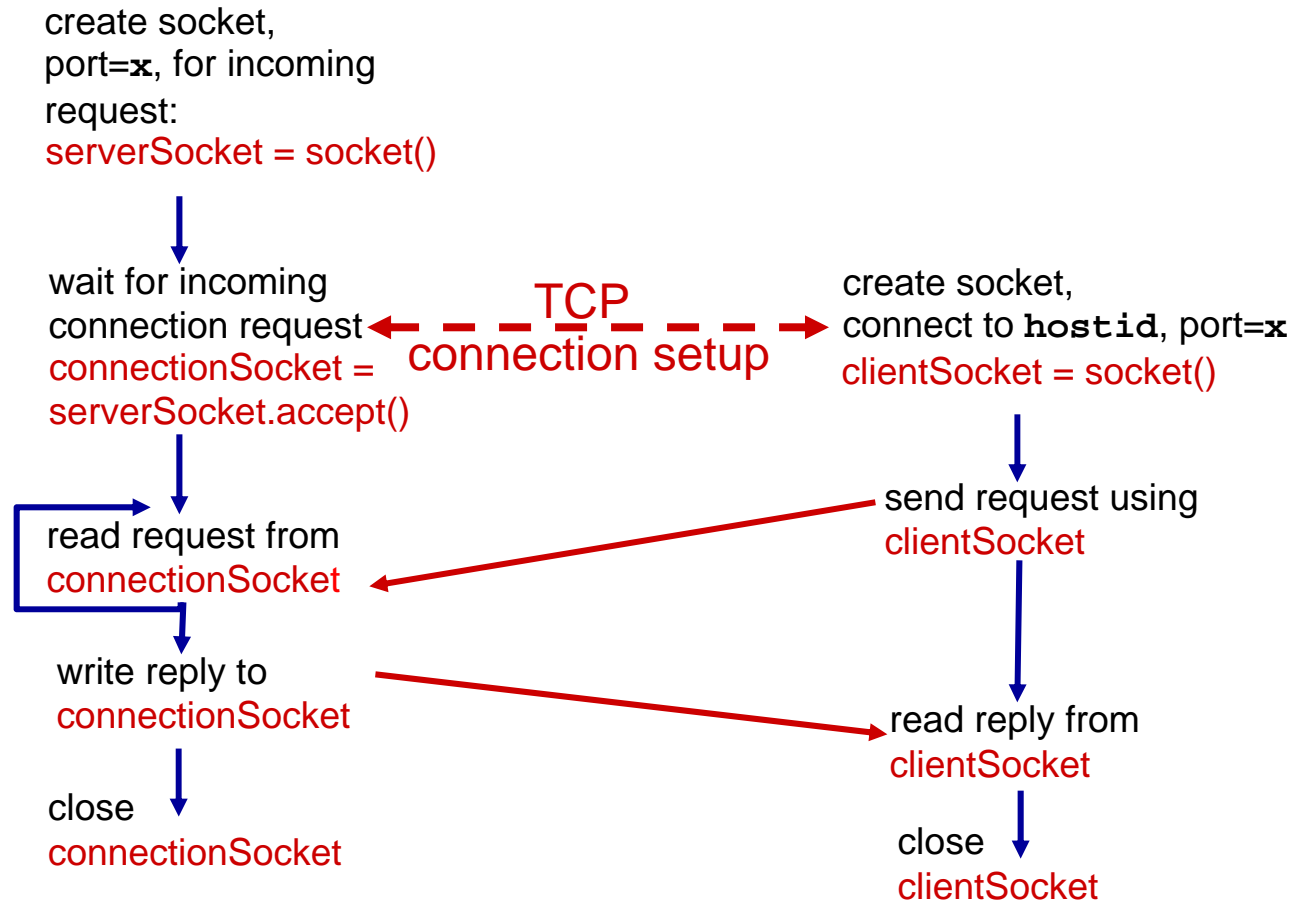 create socket,
port=x, for incoming
request:
serverSocket = socket()
wait for incoming
connection request
connectionSocket =
serverSocket.accept()
TCP
connection setup
create socket,
connect to hostid, port=x
clientSocket = socket()
read request from
connectionSocket
send request using
clientSocket
write reply to
connectionSocket
read reply from
clientSocket
close
connectionSocket
close
clientSocket